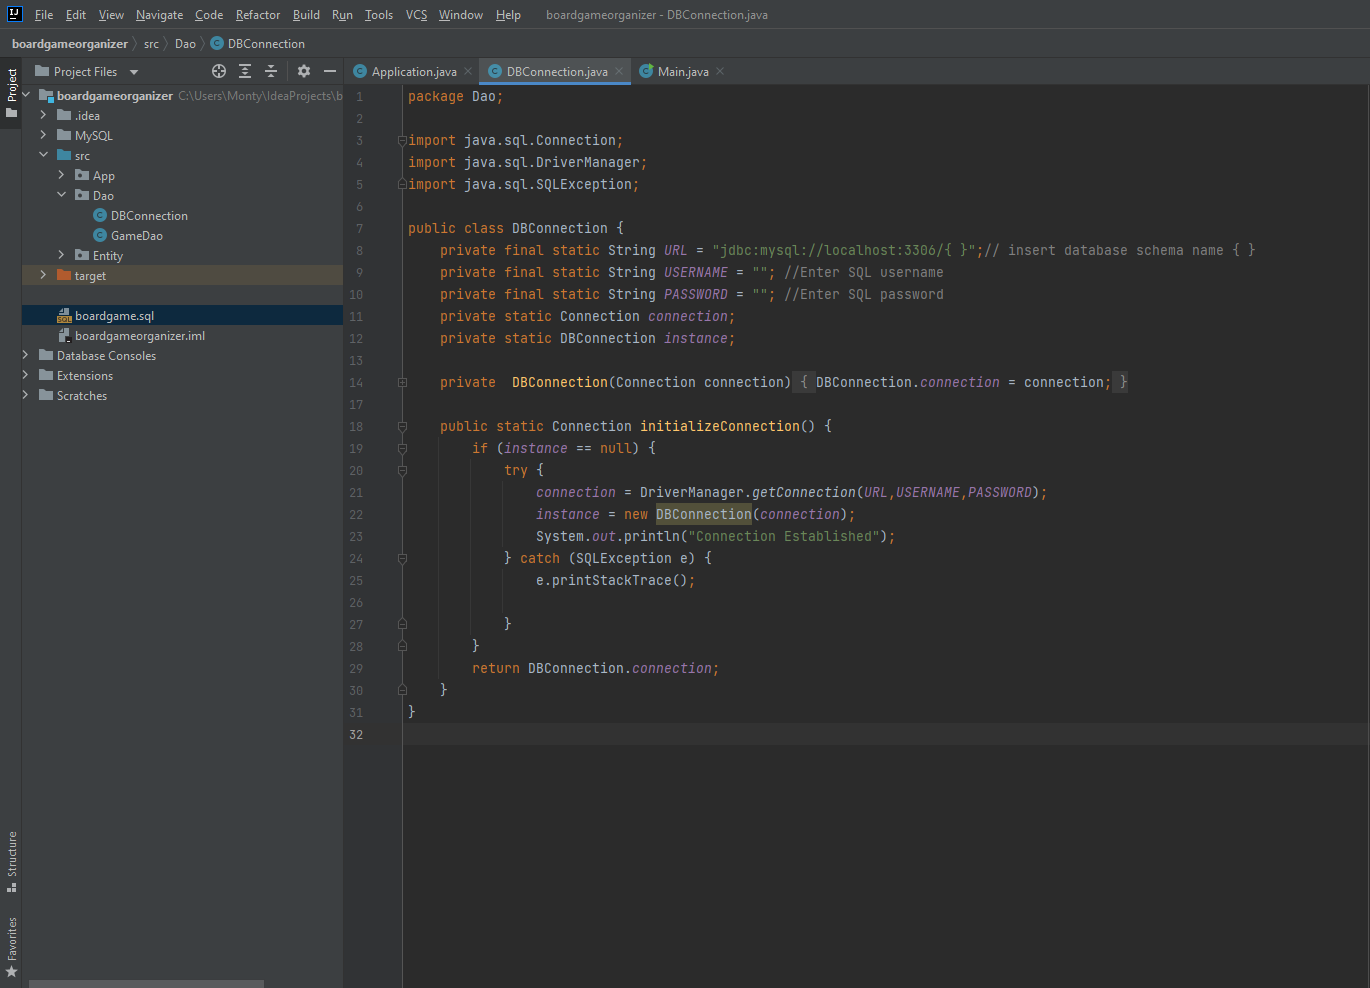 IJ File Edit View Navigate Code Refactor Build Run Tools VCS Window Help boardgameorganizer - DBConnection.java
boardgameorganizer src Dao DBConnection
Project
Project Files
Application.java DBConnection.java Main.java
boardgameorganizer C:\Users\Monty\IdeaProjects\b
.idea
MySQL
src
App
Dao
DBConnection
GameDao
Entity
target
boardgame.sql
boardgameorganizer.iml
Database Consoles
Extensions
Scratches
Structure
Favorites
1 package Dao;
2
3 import java.sql.Connection;
4 import java.sql.DriverManager;
5 import java.sql.SQLException;
6
7 public class DBConnection {
8 private final static String URL = "jdbc:mysql://localhost:3306/{ }";// insert database schema name { }
9 private final static String USERNAME = ""; //Enter SQL username
10 private final static String PASSWORD = ""; //Enter SQL password
11 private static Connection connection;
12 private static DBConnection instance;
13
14 private  DBConnection(Connection connection) { DBConnection.connection = connection; }
17
18 public static Connection initializeConnection() {
19 if (instance == null) {
20 try {
21 connection = DriverManager.getConnection(URL,USERNAME,PASSWORD);
22 instance = new DBConnection(connection);
23 System.out.println("Connection Established");
24 } catch (SQLException e) {
25 e.printStackTrace();
26
27 }
28 }
29 return DBConnection.connection;
30 }
31 }
32